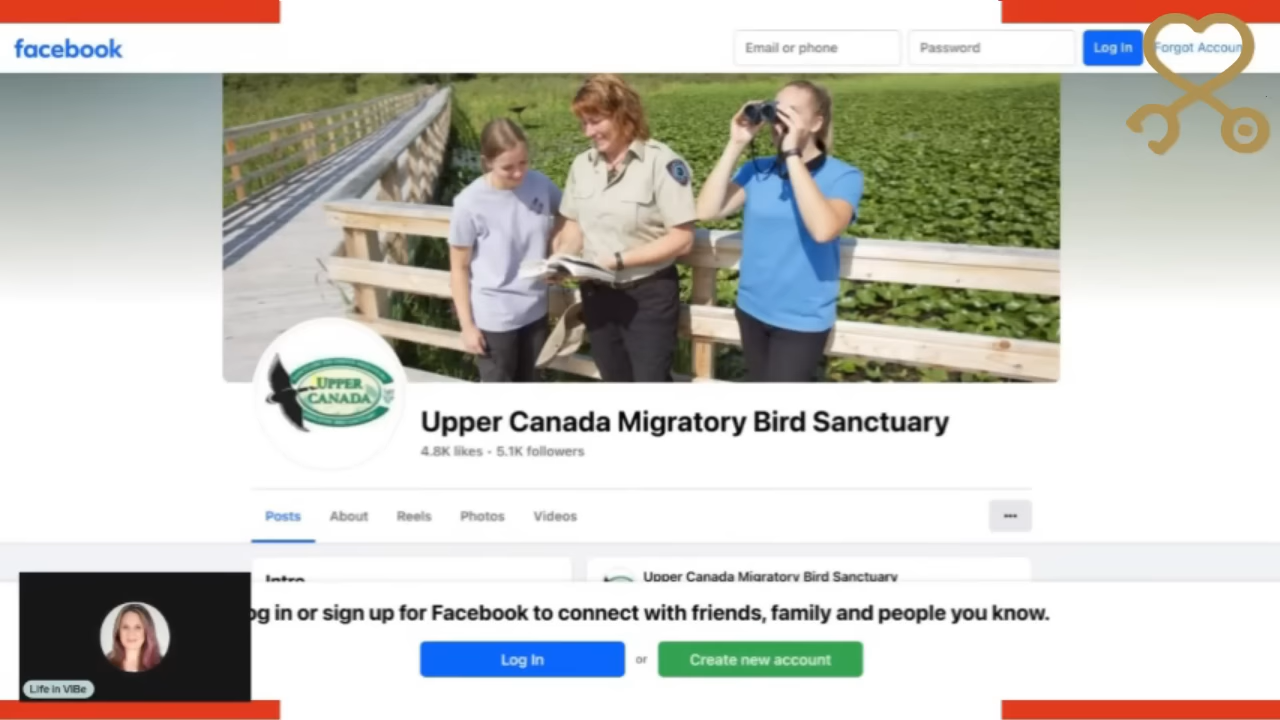 facebook
Email or phone
Password
Log In
Forgot Accoun
UPPER
CANADA
Upper Canada Migratory Bird Sanctuary
4.8K likes • 5.1K followers
Posts
About
Reels
Photos
Videos
Intro
Upper Canada Migratory Bird Sanctuary
og in or sign up for Facebook to connect with friends, family and people you know.
Log In
or
Create new account
Life in VIBe